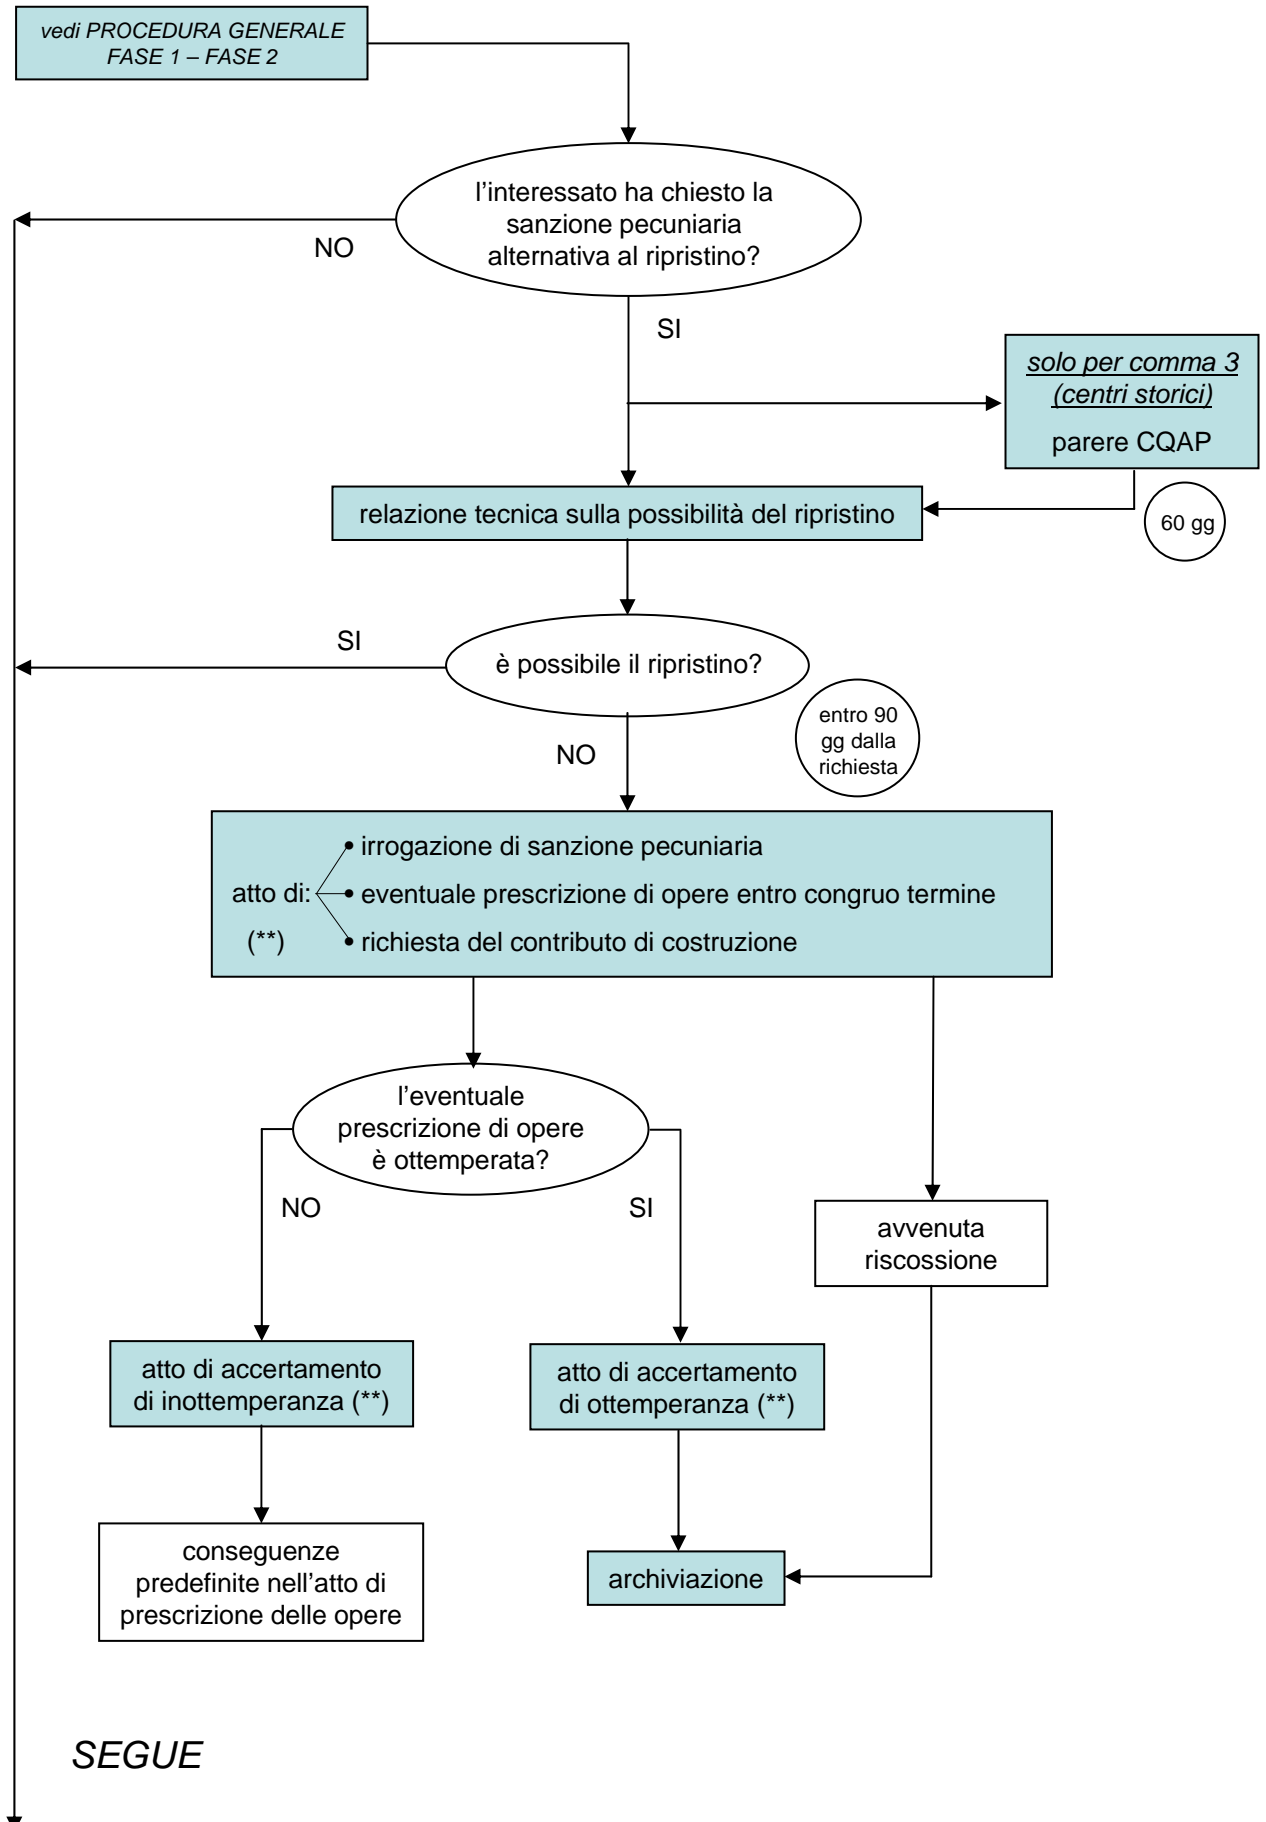 vedi PROCEDURA GENERALE
FASE 1 – FASE 2
l'interessato ha chiesto la
sanzione pecuniaria
alternativa al ripristino?
NO
SI
solo per comma 3
(centri storici)
parere CQAP
relazione tecnica sulla possibilità del ripristino
60 gg
SI
è possibile il ripristino?
entro 90
gg dalla
richiesta
NO
• irrogazione di sanzione pecuniaria
atto di:
• eventuale prescrizione di opere entro congruo termine
(**)
• richiesta del contributo di costruzione
l'eventuale
prescrizione di opere
è ottemperata?
NO
SI
avvenuta
riscossione
atto di accertamento
di inottemperanza (**)
atto di accertamento
di ottemperanza (**)
conseguenze
predefinite nell'atto di
prescrizione delle opere
archiviazione
SEGUE